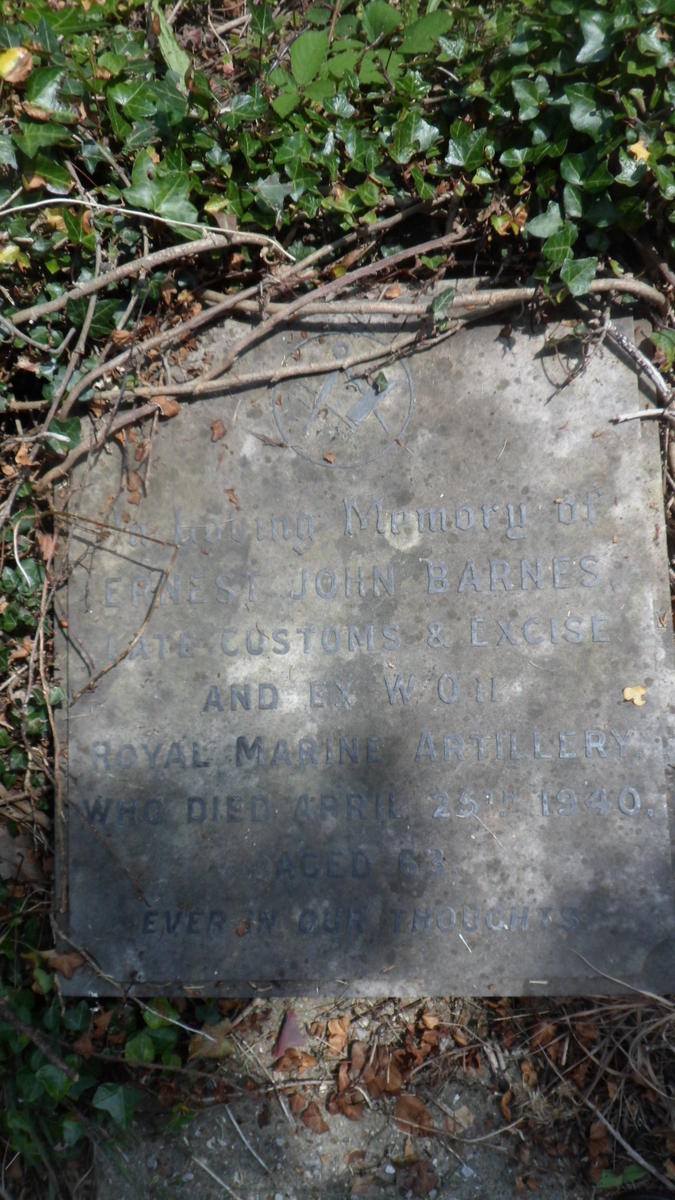 In Loving Memory of
ERNEST JOHN BARNES,
LATE CUSTOMS & EXCISE
AND EX W.O II
ROYAL MARINE ARTILLERY,
WHO DIED APRIL 25TH 1940.
AGED 63.
EVER IN OUR THOUGHTS.